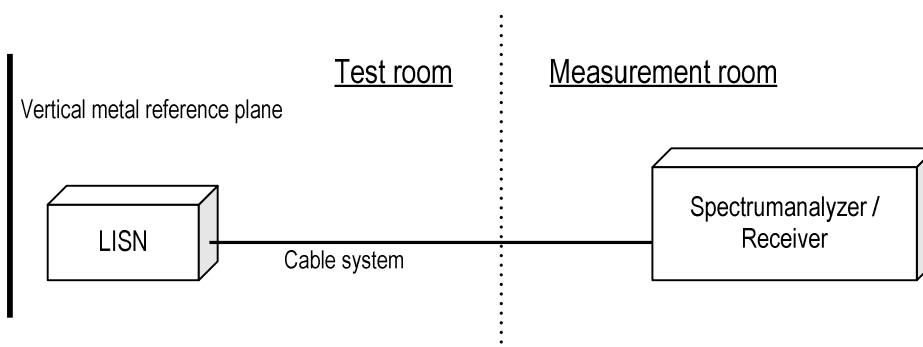 Test room
Measurement room
Vertical metal reference plane
LISN
Cable system
Spectrumanalyzer /
Receiver